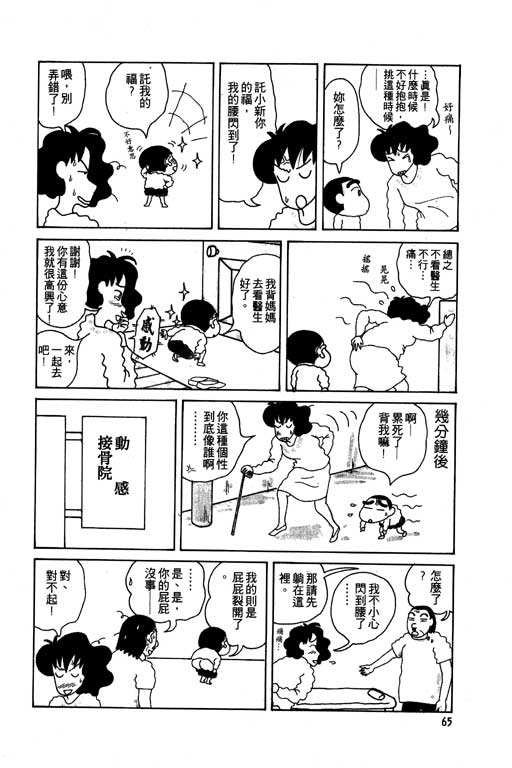 …眞是！
什麼時候
不好抱抱，
挑這種時候
——
好痛～
妳怎麼了？
託小新你
的福，
我的腰閃到了！
託我的
福？
不好意思
喂，別
弄錯了！
總之
不看醫生
不行…
痛…
晃晃
搖搖
我背媽媽
去看醫生
好了。
感動
謝謝！
你有這份心意
我就很高興了！
來，
一起去
吧！
幾分鐘後
啊——
累死了——
背我嘛！
你這種個性
到底像誰啊
……
動感
接骨院
怎麼了
？
我不小心
閃到腰了
……
那請先
躺在這
裡。
痛痛…
我的則是
屁屁裂開了
。
是、是，
你的屁屁
沒事——
對、
對不起！
65